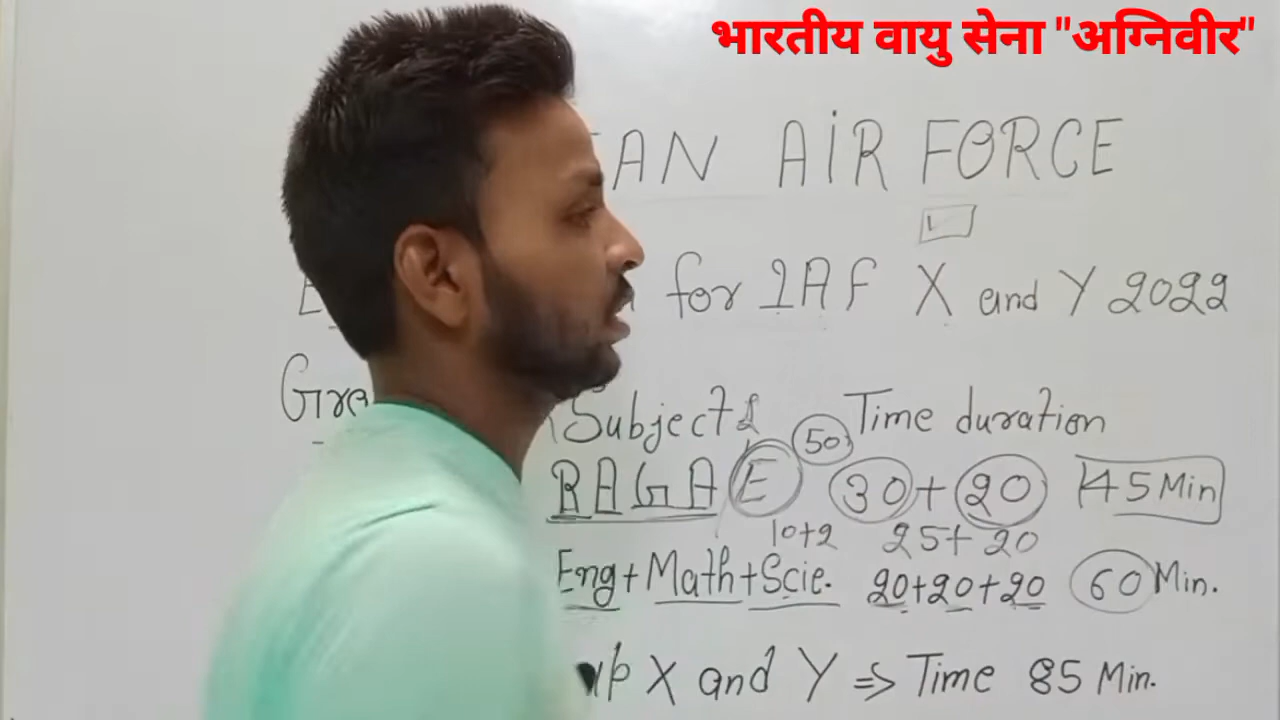 भारतीय वायु सेना "अग्निवीर"
AN AIR FORCE
for IAF X and Y 2022
Subject Time duration
50
RAGA E 30+20 45 Min
10+2 25+20
Eng+Math+Scie. 20+20+20 60 Min.
X and Y ⇒ Time 85 Min.